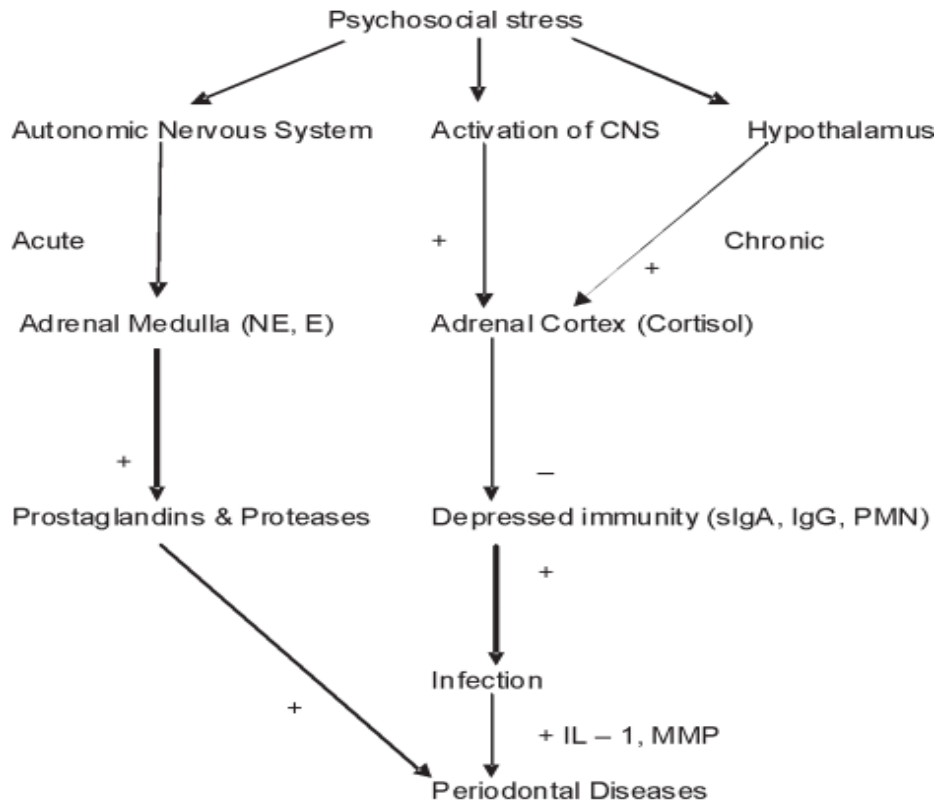 Psychosocial stress
Autonomic Nervous System Activation of CNS Hypothalamus
Acute + Chronic
+
Adrenal Medulla (NE, E) Adrenal Cortex (Cortisol)
+ –
Prostaglandins & Proteases Depressed immunity (sIgA, IgG, PMN)
+
Infection
+
+ IL – 1, MMP
Periodontal Diseases